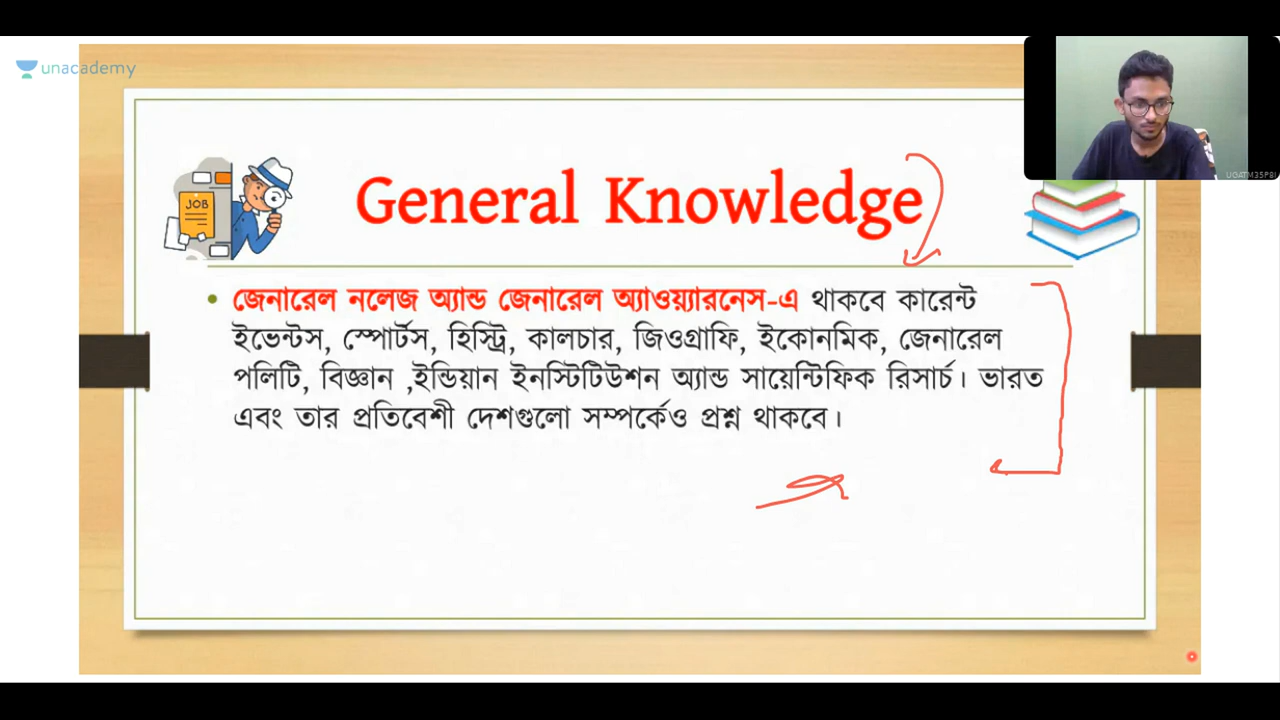 unacademy
UOATM35P8I
JOB
General Knowledge
• জেনারেল নলেজ অ্যান্ড জেনারেল অ্যাওয়্যারনেস-এ থাকবে কারেন্ট
ইভেন্টস, স্পোর্টস, হিস্ট্রি, কালচার, জিওগ্রাফি, ইকোনমিক, জেনারেল
পলিটি, বিজ্ঞান ,ইন্ডিয়ান ইনস্টিটিউশন অ্যান্ড সায়েন্টিফিক রিসার্চ। ভারত
এবং তার প্রতিবেশী দেশগুলো সম্পর্কেও প্রশ্ন থাকবে।